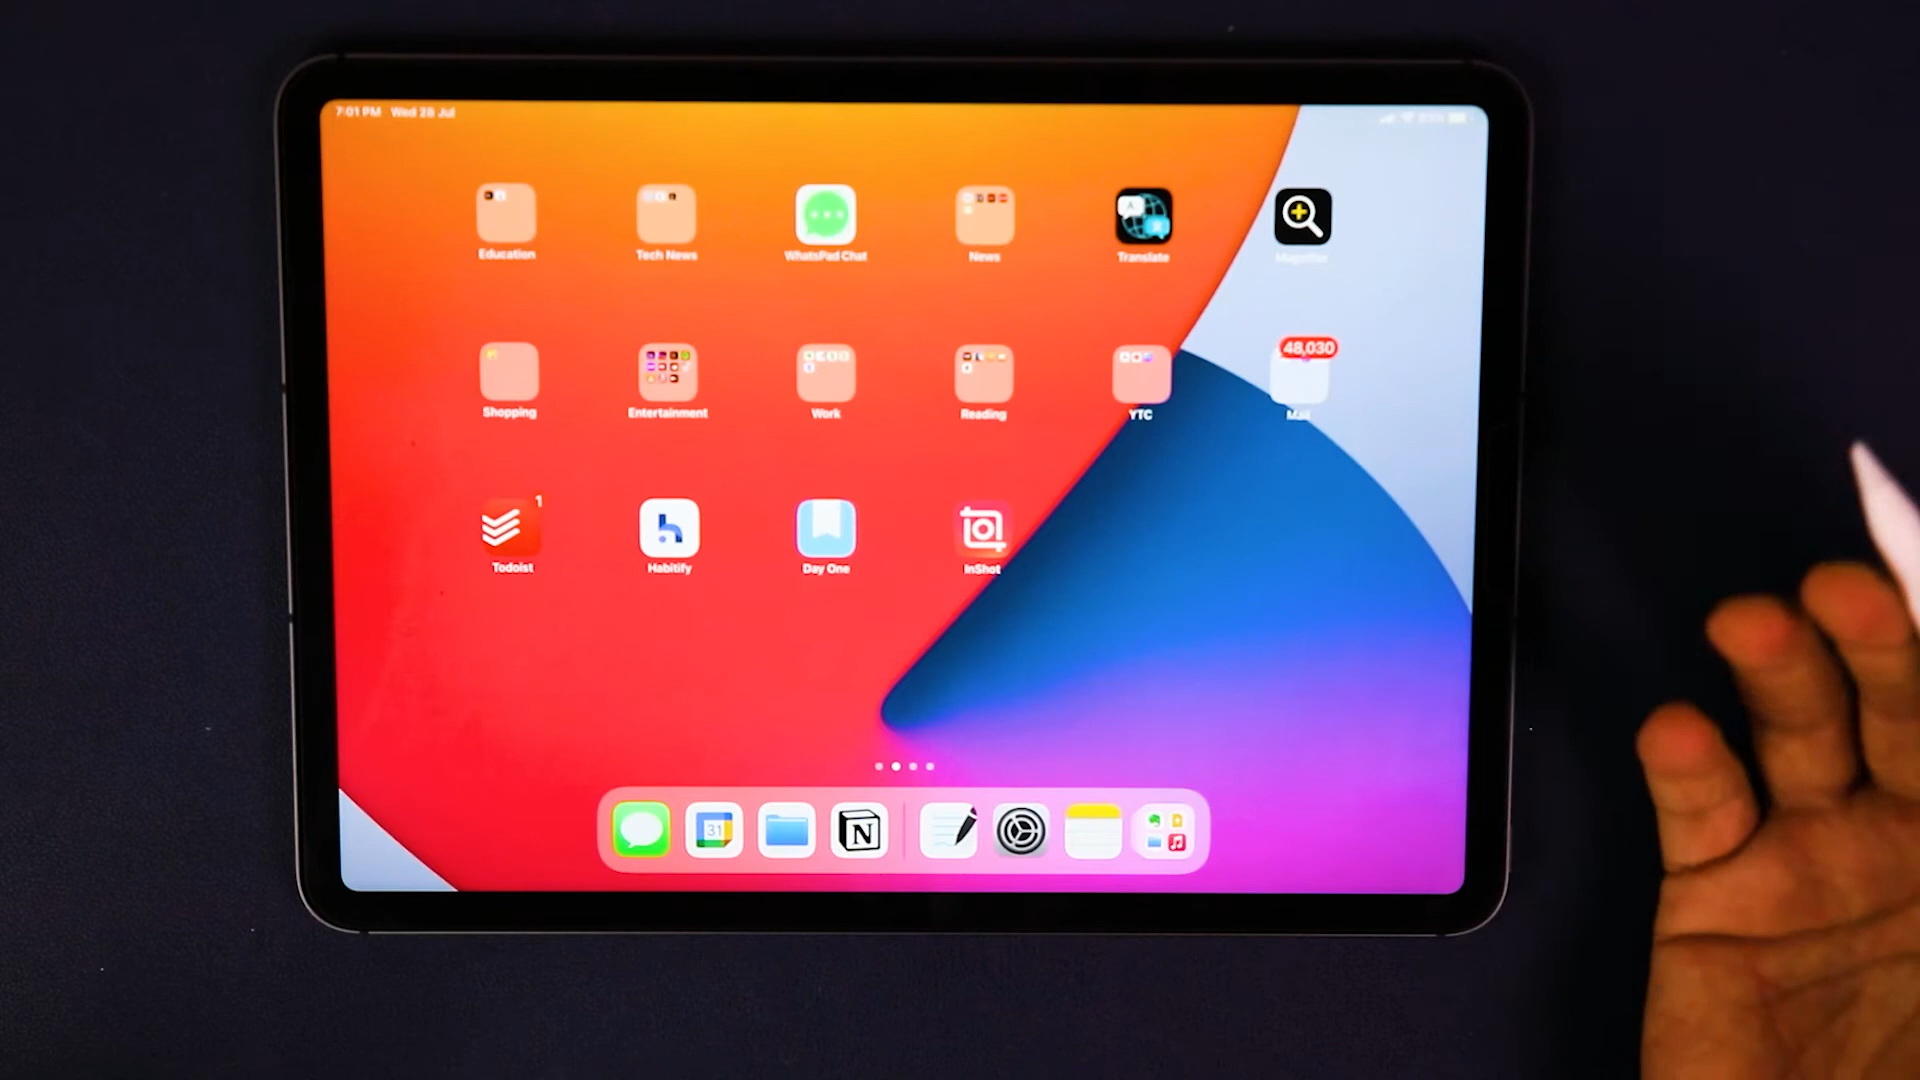 7:01 PM Wed 28 Jul
Education Tech News WhatsPad Chat News Translate Magnifier
48,030
Shopping Entertainment Work Reading YTC Mail
1
Todoist Habitify Day One InShot
31 N